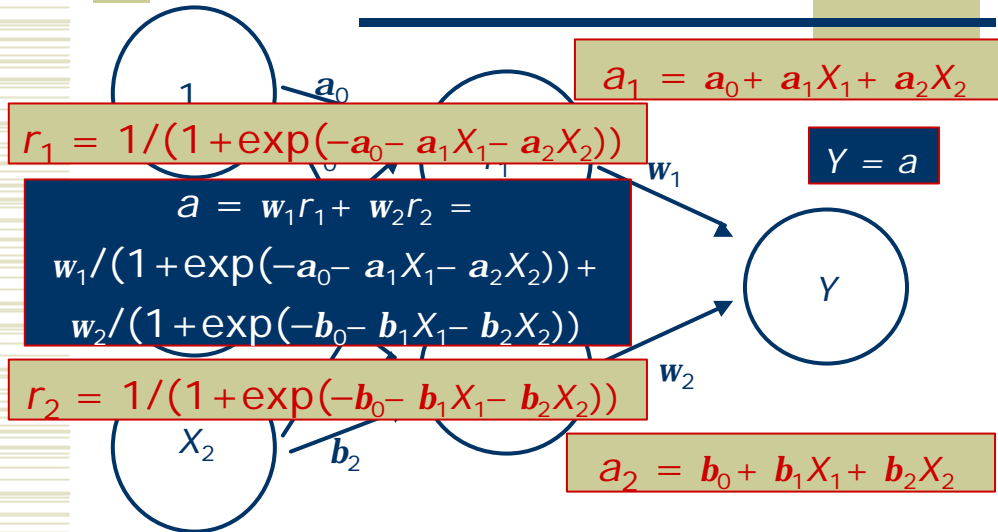 1
a₀
a₁ = a₀+ a₁X₁+ a₂X₂
r₁ = 1/(1+exp(-a₀– a₁X₁– a₂X₂))
w₁
Y = a
a = w₁r₁+ w₂r₂ =
w₁/(1+exp(-a₀– a₁X₁– a₂X₂))+
w₂/(1+exp(-b₀– b₁X₁– b₂X₂))
Y
w₂
r₂ = 1/(1+exp(-b₀– b₁X₁– b₂X₂))
X₂
b₂
a₂ = b₀+ b₁X₁+ b₂X₂